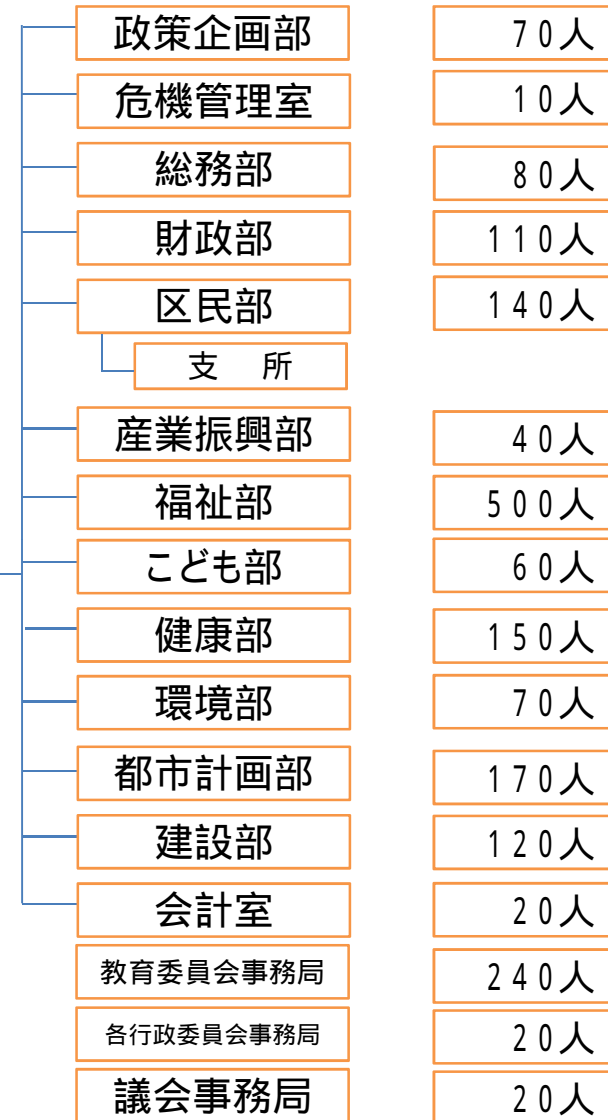 政策企画部 70人
危機管理室 10人
総務部 80人
財政部 110人
区民部 140人
支 所
産業振興部 40人
福祉部 500人
こども部 60人
健康部 150人
環境部 70人
都市計画部 170人
建設部 120人
会計室 20人
教育委員会事務局 240人
各行政委員会事務局 20人
議会事務局 20人